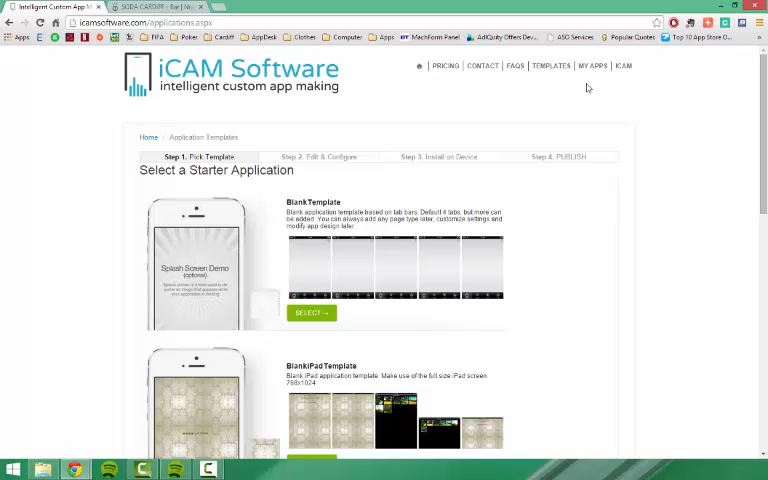 Intelligent Custom App M
SODA CARDIFF - Bar | Nig
icamsoftware.com/applications.aspx
Apps
FIFA
Poker
Cardiff
AppDesk
Clothes
Computer
Apps
BT MachForm Panel
AdIQuity Offers Dev...
ASO Services
Popular Quotes
Top 10 App Store O...
iCAM Software
intelligent custom app making
PRICING | CONTACT | FAQS | TEMPLATES | MY APPS | ICAM
Home / Application Templates
Step 1. Pick Template
Step 2. Edit & Configure
Step 3. Install on Device
Step 4. PUBLISH
Select a Starter Application
BlankTemplate
Blank application template based on tab bars. Default 4 tabs, but more can
be added. You can always add any page type later, customize settings and
modify app design later
Splash Screen Demo
(optional)
SELECT →
BlankiPadTemplate
Blank iPad application template. Make use of the full size iPad screen
768x1024